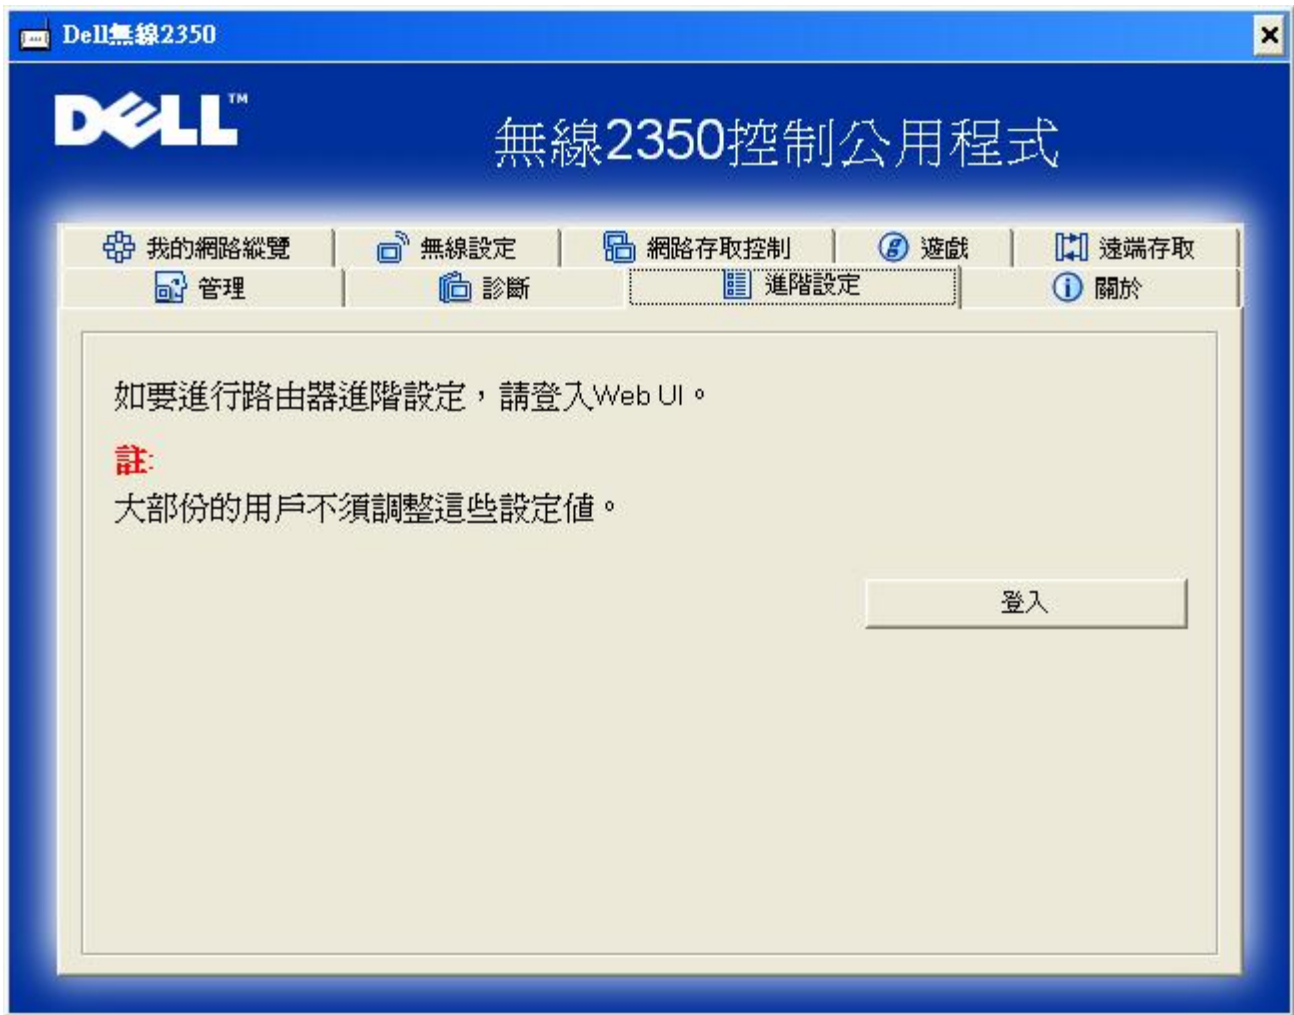 Dell無線2350
DELL™
無線2350控制公用程式
我的網路縱覽 無線設定 網路存取控制 遊戲 遠端存取
管理 診斷 進階設定 關於
如要進行路由器進階設定，請登入Web UI。
註:
大部份的用戶不須調整這些設定值。
登入